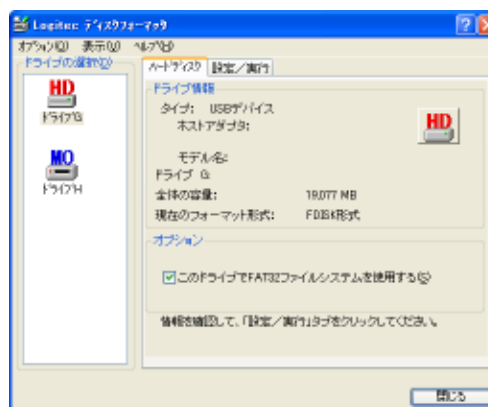 Logitec ディスクフォーマッタ
オプション(O) 表示(V) ヘルプ(H)
ドライブの選択(D)
HD
ドライブG
MO
ドライブH
ハードディスク 設定／実行
ドライブ情報
タイプ: USBデバイス
ホストアダプタ:
HD
モデル名:
ドライブ G:
全体の容量: 19,077 MB
現在のフォーマット形式: FDISK形式
オプション
このドライブでFAT32ファイルシステムを使用する(S)
情報を確認して、「設定／実行」タブをクリックしてください。
閉じる